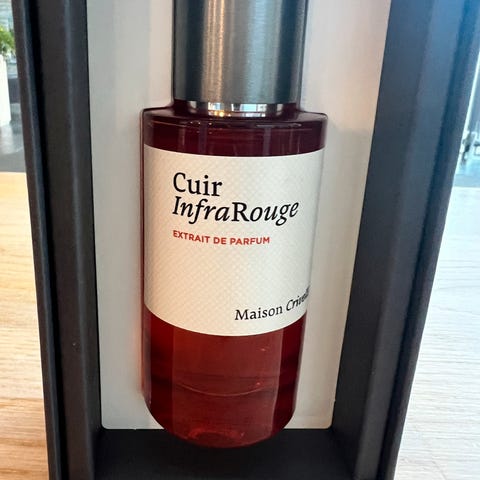 Cuir
InfraRouge
EXTRAIT DE PARFUM
Maison